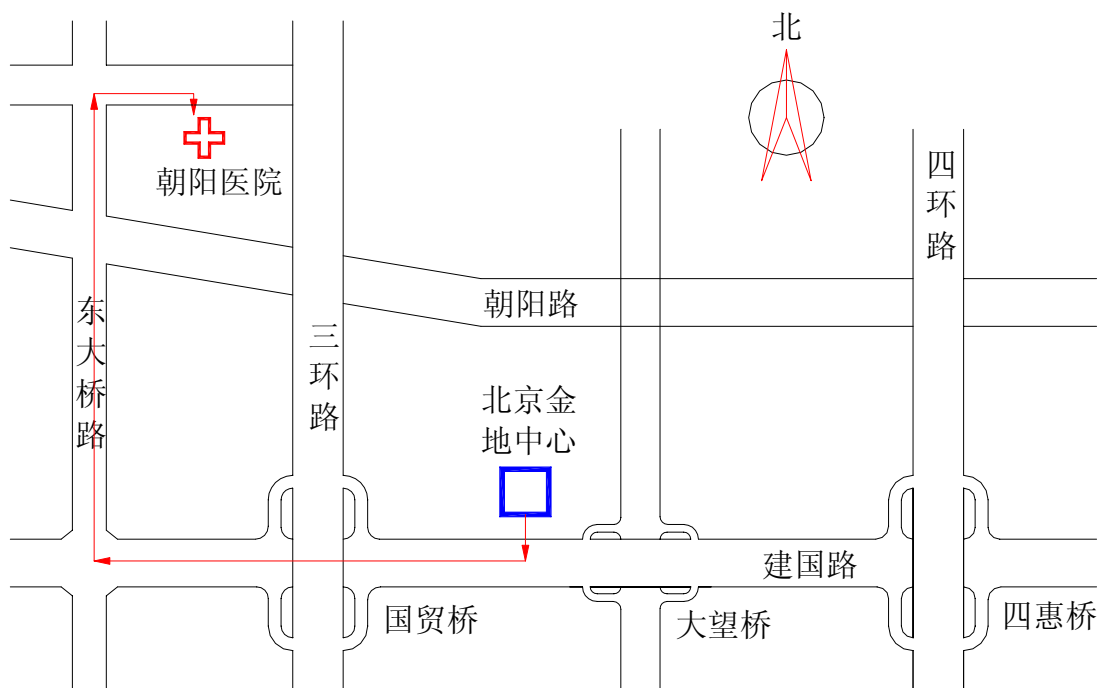 北
四环路
朝阳医院
朝阳路
东大桥路
三环路
北京金
地中心
建国路
国贸桥
大望桥
四惠桥